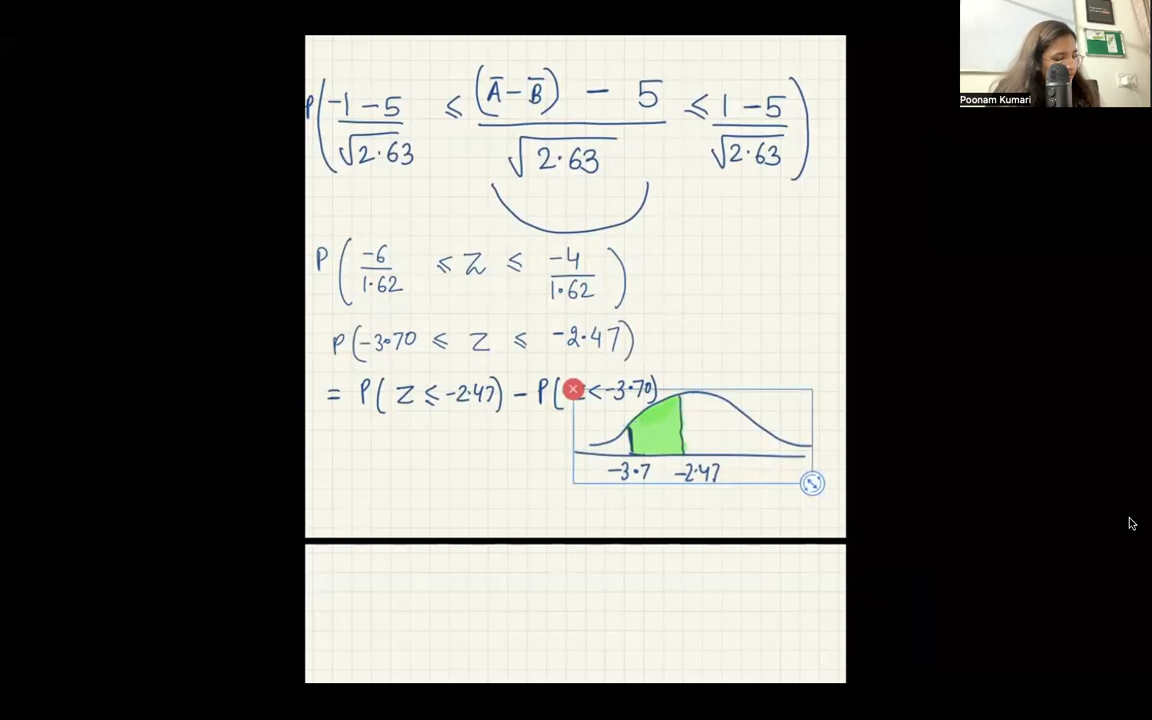 Poonam Kumari
P(-1-5/√2.63 ≤ (A̅-B̅) - 5/√2.63 ≤ 1-5/√2.63)
P(-6/1.62 ≤ Z ≤ -4/1.62)
P(-3.70 ≤ Z ≤ -2.47)
= P(Z ≤ -2.47) - P( < -3.70)
-3.7 -2.47